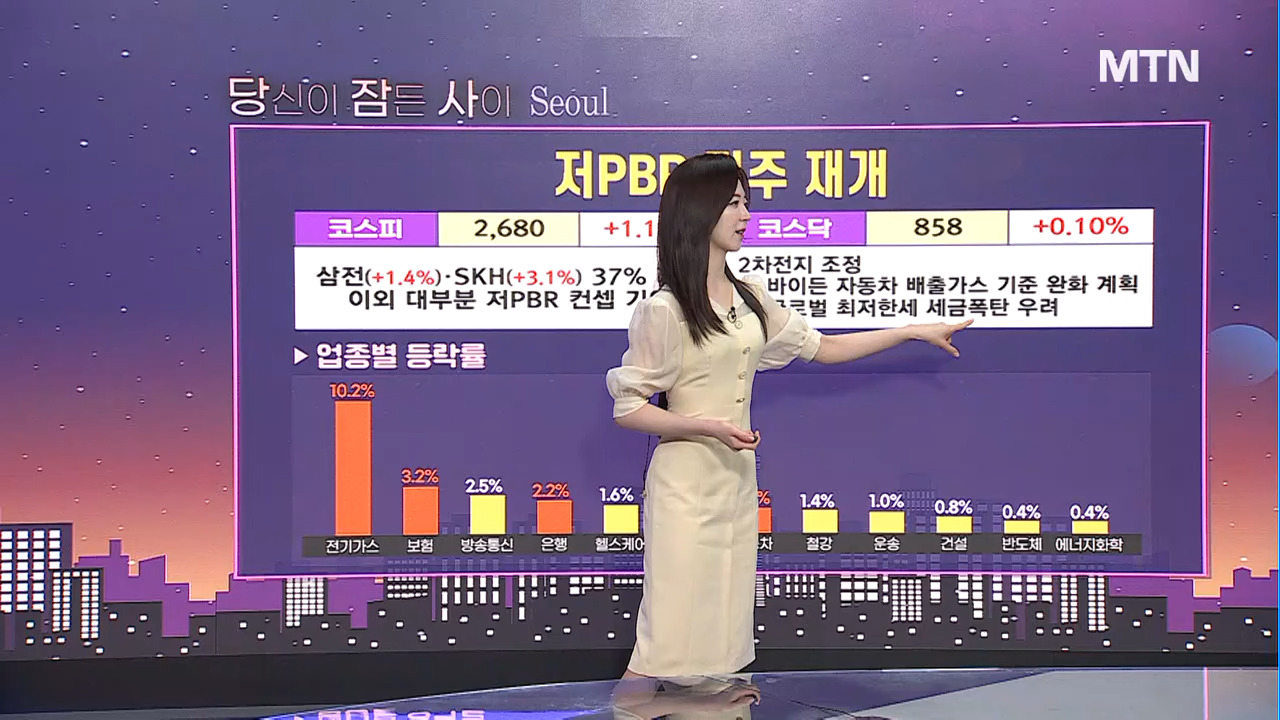 MTN
당신이 잠든 사이 Seoul
저PBR 재개
코스피 2,680 +1.1 코스닥 858 +0.10%
삼전(+1.4%)·SKH(+3.1%) 37%
이외 대부분 저PBR 컨셉
2차전지 조정
바이든 자동차 배출가스 기준 완화 계획
최저한세 세금폭탄 우려
▶ 업종별 등락률
10.2% 3.2% 2.5% 2.2% 1.6% % 1.4% 1.0% 0.8% 0.4% 0.4%
전기가스 보험 방송통신 은행 헬스케어 철강 운송 건설 반도체 에너지화학